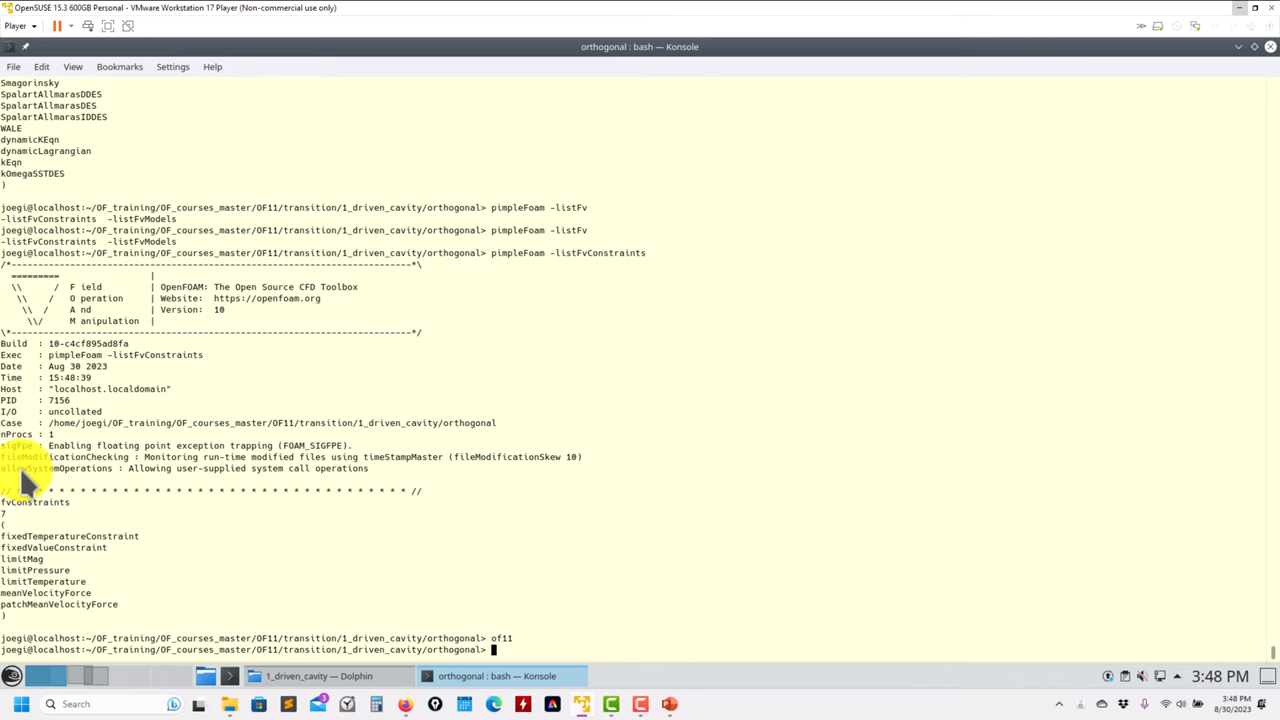 OpenSUSE 15.3 600GB Personal - VMware Workstation 17 Player (Non-commercial use only)
Player
orthogonal : bash — Konsole
File Edit View Bookmarks Settings Help
Smagorinsky
SpalartAllmarasDDES
SpalartAllmarasDES
SpalartAllmarasIDDES
WALE
dynamicKEqn
dynamicLagrangian
kEqn
kOmegaSSTDES
)
joegi@localhost:~/OF_training/OF_courses_master/OF11/transition/1_driven_cavity/orthogonal> pimpleFoam -listFv
-listFvConstraints -listFvModels
joegi@localhost:~/OF_training/OF_courses_master/OF11/transition/1_driven_cavity/orthogonal> pimpleFoam -listFv
-listFvConstraints -listFvModels
joegi@localhost:~/OF_training/OF_courses_master/OF11/transition/1_driven_cavity/orthogonal> pimpleFoam -listFvConstraints
/*---------------------------------------------------------------------------*\
========= |
\\ / F ield | OpenFOAM: The Open Source CFD Toolbox
\\ / O peration | Website: https://openfoam.org
\\ / A nd | Version: 10
\\/ M anipulation |
\*---------------------------------------------------------------------------*/
Build : 10-c4cf895ad8fa
Exec : pimpleFoam -listFvConstraints
Date : Aug 30 2023
Time : 15:48:39
Host : "localhost.localdomain"
PID : 7156
I/O : uncollated
Case : /home/joegi/OF_training/OF_courses_master/OF11/transition/1_driven_cavity/orthogonal
nProcs : 1
sigFpe : Enabling floating point exception trapping (FOAM_SIGFPE).
fileModificationChecking : Monitoring run-time modified files using timeStampMaster (fileModificationSkew 10)
allowSystemOperations : Allowing user-supplied system call operations
// * * * * * * * * * * * * * * * * * * * * * * * * * * * * * * * * * * * * * //
fvConstraints
7
(
fixedTemperatureConstraint
fixedValueConstraint
limitMag
limitPressure
limitTemperature
meanVelocityForce
patchMeanVelocityForce
)
joegi@localhost:~/OF_training/OF_courses_master/OF11/transition/1_driven_cavity/orthogonal> of11
joegi@localhost:~/OF_training/OF_courses_master/OF11/transition/1_driven_cavity/orthogonal>
1_driven_cavity — Dolphin
orthogonal : bash — Konsole
3:48 PM
Search
3
3:48 PM
8/30/2023